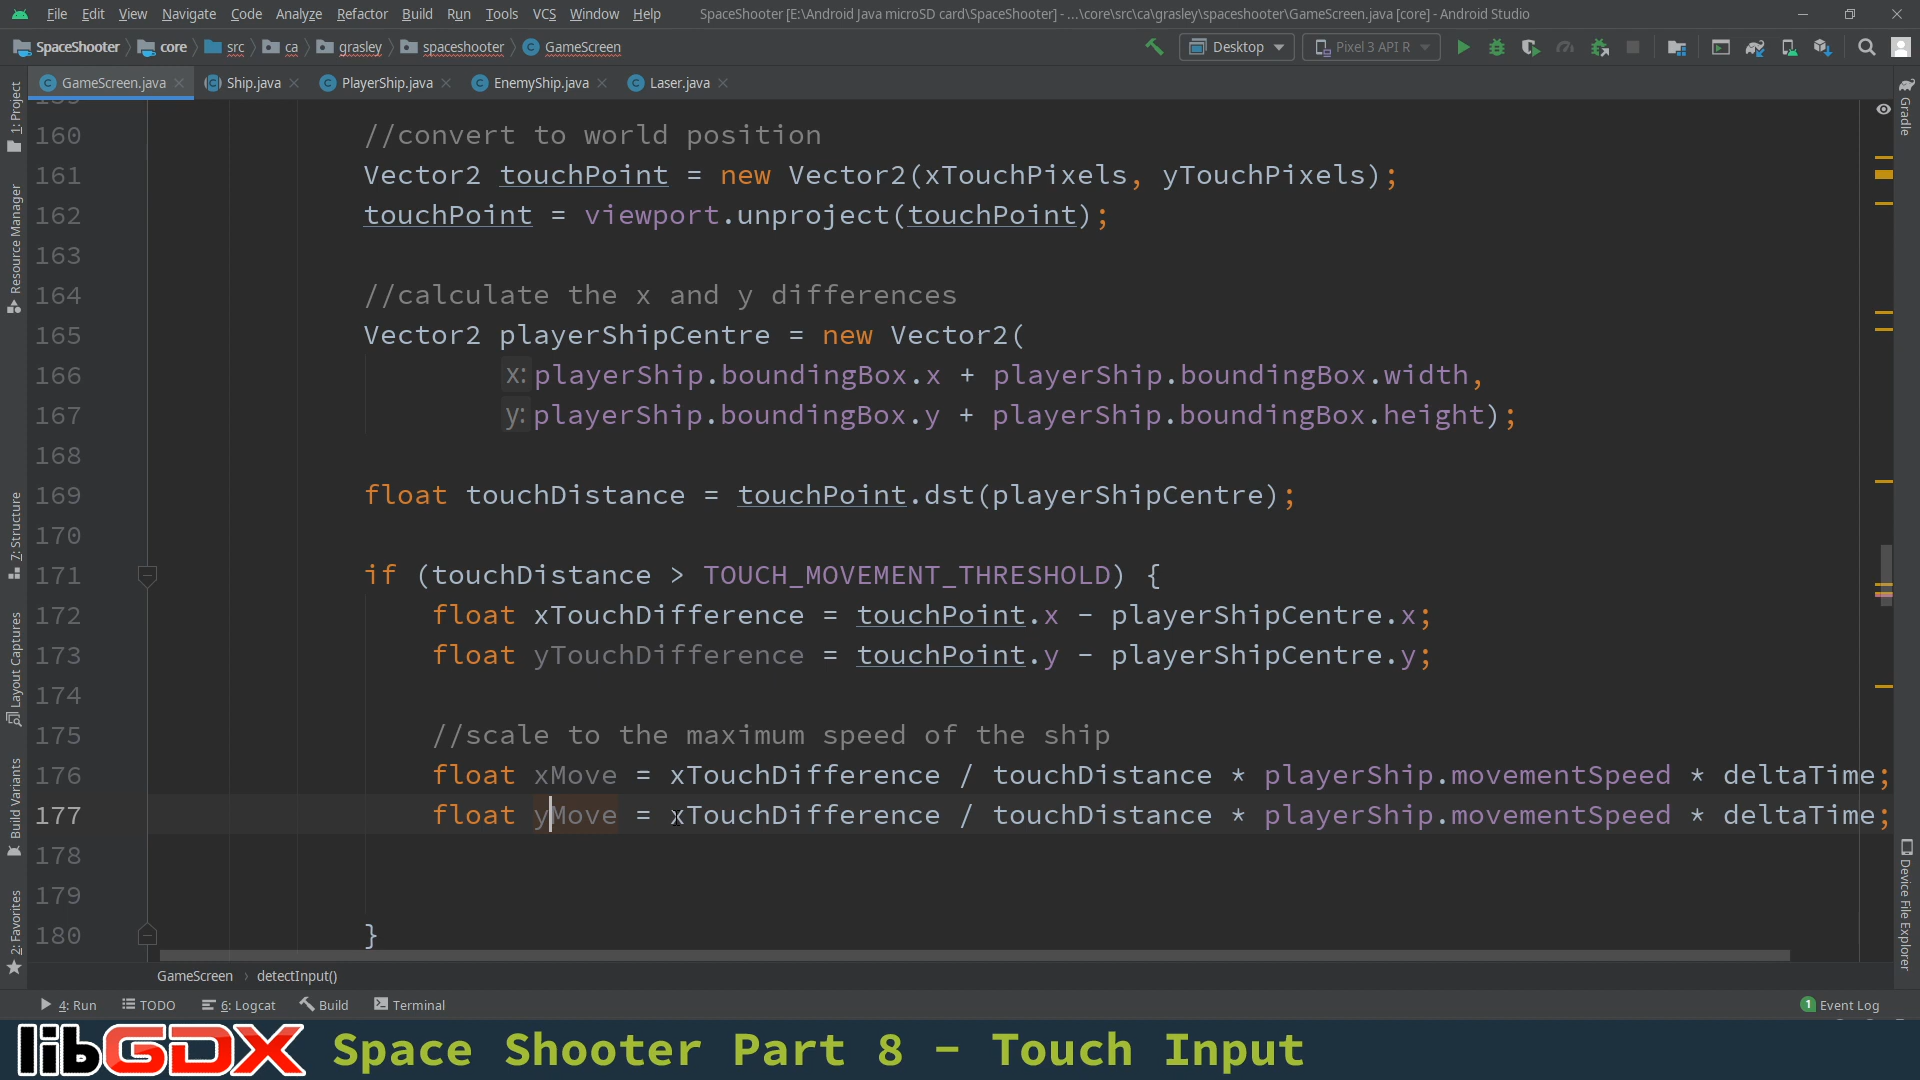 File Edit View Navigate Code Analyze Refactor Build Run Tools VCS Window Help SpaceShooter [E:\Android Java microSD card\SpaceShooter] - ...\core\src\ca\grasley\spaceshooter\GameScreen.java [core] - Android Studio
SpaceShooter core src ca grasley spaceshooter GameScreen Desktop Pixel 3 API R
GameScreen.java Ship.java PlayerShip.java EnemyShip.java Laser.java
1: Project
Resource Manager
7: Structure
Layout Captures
Build Variants
2: Favorites
160 //convert to world position
161 Vector2 touchPoint = new Vector2(xTouchPixels, yTouchPixels);
162 touchPoint = viewport.unproject(touchPoint);
163
164 //calculate the x and y differences
165 Vector2 playerShipCentre = new Vector2(
166 x: playerShip.boundingBox.x + playerShip.boundingBox.width,
167 y: playerShip.boundingBox.y + playerShip.boundingBox.height);
168
169 float touchDistance = touchPoint.dst(playerShipCentre);
170
171 if (touchDistance > TOUCH_MOVEMENT_THRESHOLD) {
172 float xTouchDifference = touchPoint.x - playerShipCentre.x;
173 float yTouchDifference = touchPoint.y - playerShipCentre.y;
174
175 //scale to the maximum speed of the ship
176 float xMove = xTouchDifference / touchDistance * playerShip.movementSpeed * deltaTime;
177 float yMove = xTouchDifference / touchDistance * playerShip.movementSpeed * deltaTime;
178
179
180 }
Gradle
Device File Explorer
GameScreen › detectInput()
4: Run TODO 6: Logcat Build Terminal 1 Event Log
libGDX Space Shooter Part 8 - Touch Input